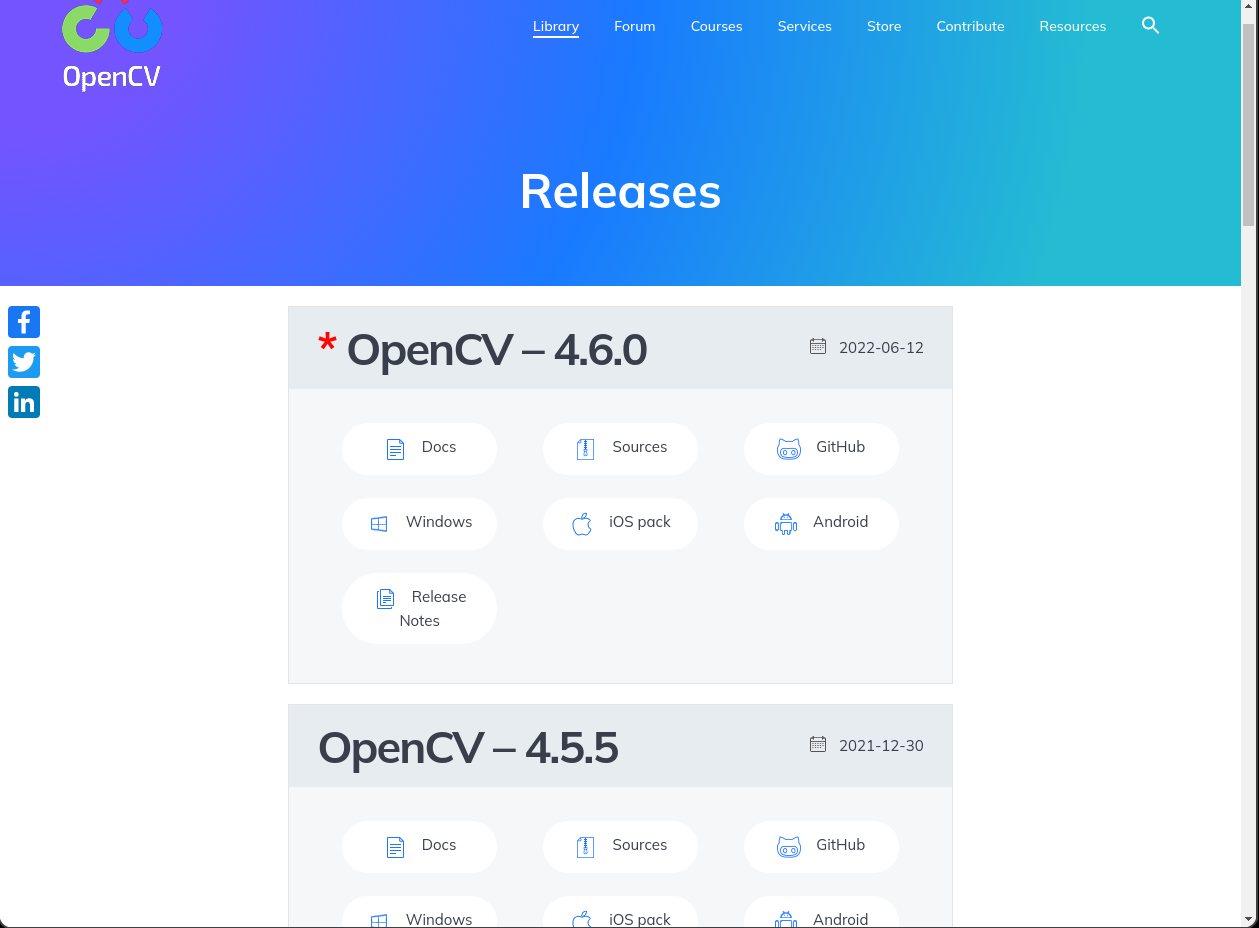 Library Forum Courses Services Store Contribute Resources
OpenCV
Releases
* OpenCV – 4.6.0 2022-06-12
Docs Sources GitHub
Windows iOS pack Android
Release
Notes
OpenCV – 4.5.5 2021-12-30
Docs Sources GitHub
Windows iOS pack Android